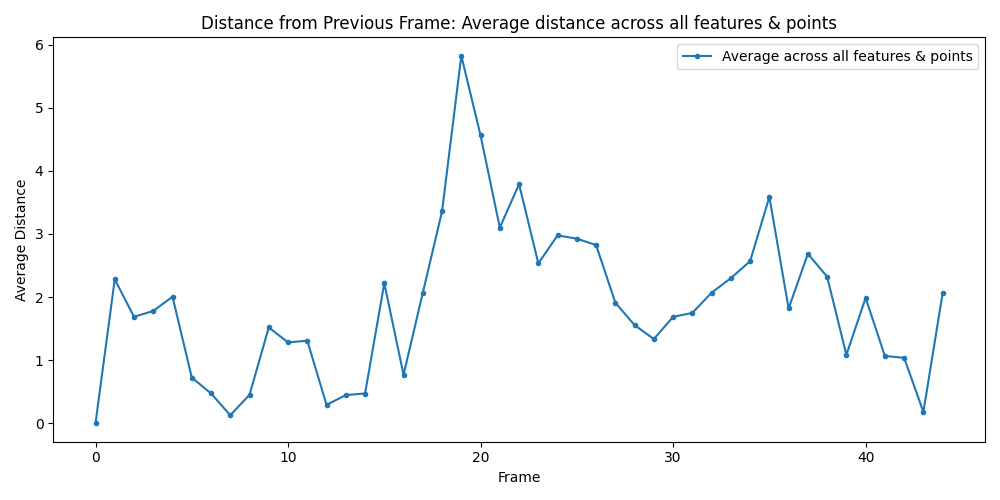 Distance from Previous Frame: Average distance across all features & points
Average across all features & points
6
5
4
3
2
1
0
Average Distance
0 10 20 30 40
Frame